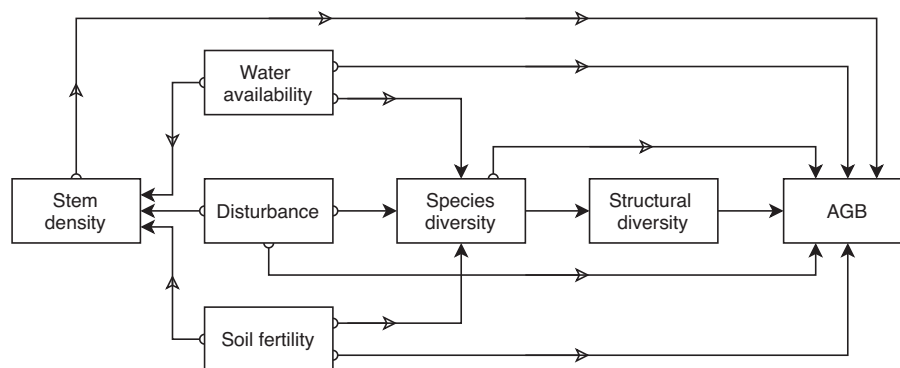 Water
availability
Stem
density
Disturbance
Species
diversity
Structural
diversity
AGB
Soil fertility